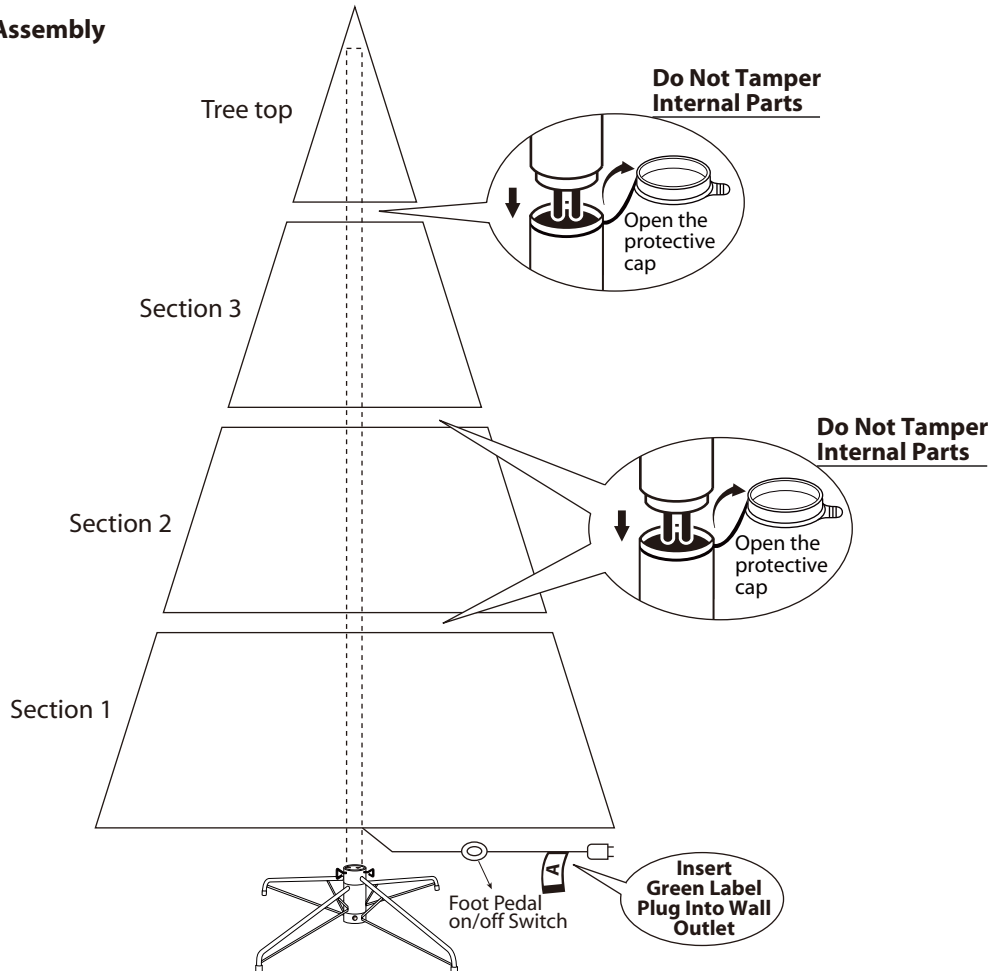 Assembly
Tree top
Do Not Tamper
Internal Parts
Open the
protective
cap
Section 3
Do Not Tamper
Internal Parts
Section 2
Open the
protective
cap
Section 1
A
Foot Pedal
on/off Switch
Insert
Green Label
Plug Into Wall
Outlet